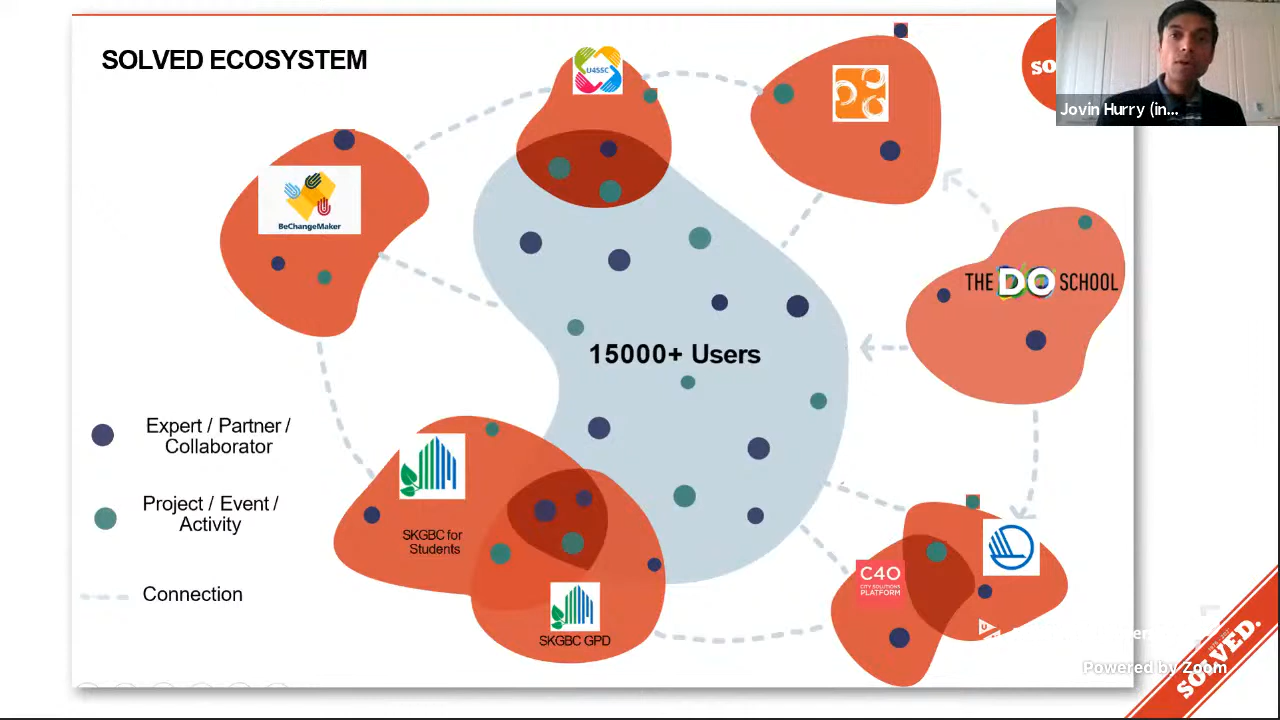 SOLVED ECOSYSTEM
U4SSC
SO
Jovin Hurry (in...
BeChangeMaker
THE DO SCHOOL
15000+ Users
Expert / Partner /
Collaborator
Project / Event /
Activity
Connection
SKGBC for
Students
SKGBC GPD
C40
CITY SOLUTIONS
PLATFORM
Powered by Zoom
SOLVED.